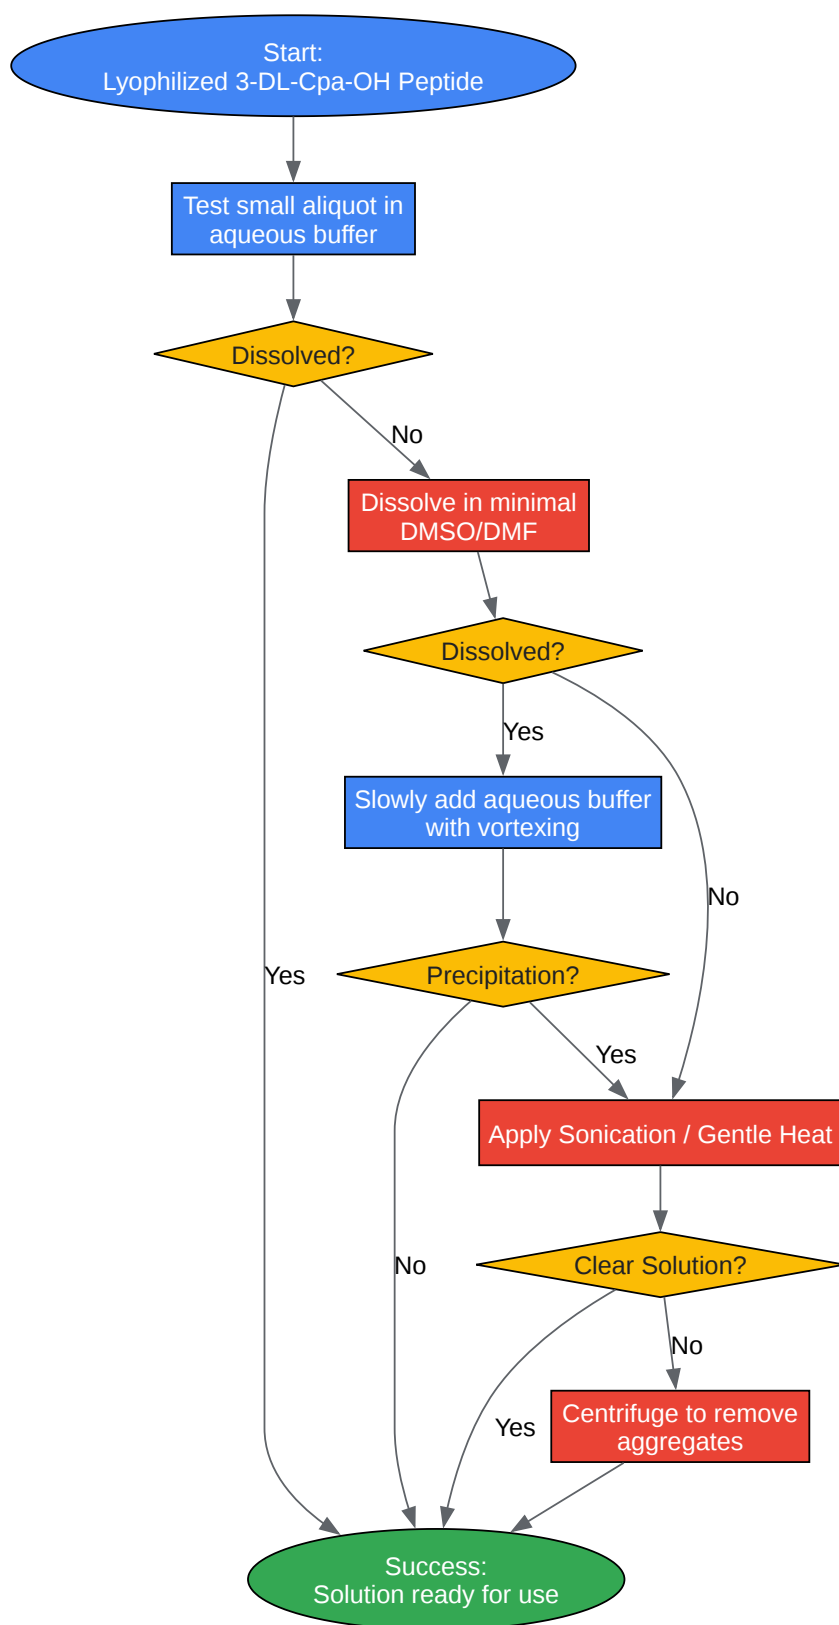 Start:
Lyophilized 3-DL-Cpa-OH Peptide
Test small aliquot in
aqueous buffer
Dissolved?
No
Dissolve in minimal
DMSO/DMF
Dissolved?
Yes
Slowly add aqueous buffer
with vortexing
No
Yes
Precipitation?
Yes
Apply Sonication / Gentle Heat
No
Clear Solution?
No
Yes
Centrifuge to remove
aggregates
Success:
Solution ready for use